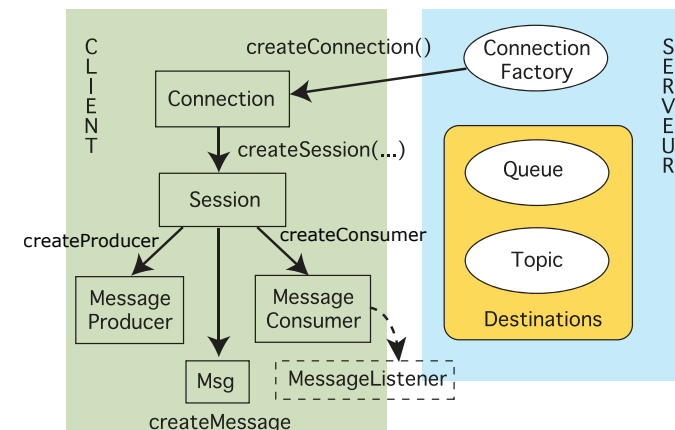 CLIENT
createConnection()
Connection
Factory
SERVEUR
Connection
createSession(...)
Queue
Session
createProducer
createConsumer
Topic
Message
Producer
Message
Consumer
Destinations
Msg
MessageListener
createMessage